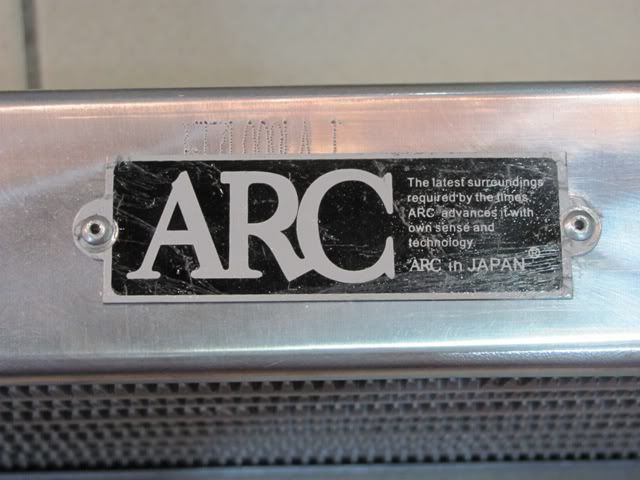 ARC
The latest surroundings
required by the times,
ARC advances it with
own sense and
technology.
ARC in JAPAN®